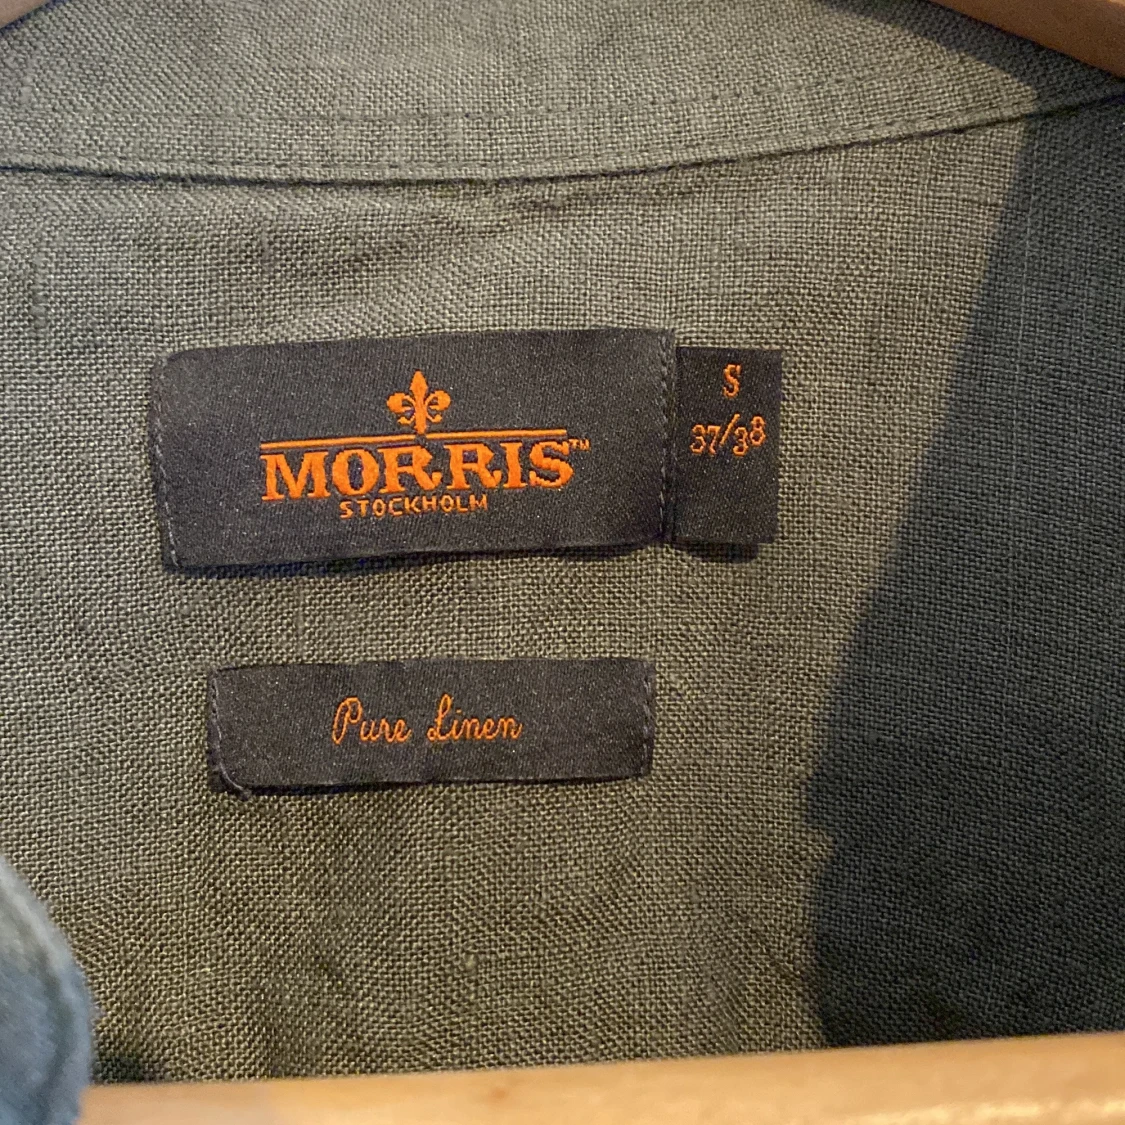 MORRIS™
STOCKHOLM
S
37/38
Pure Linen